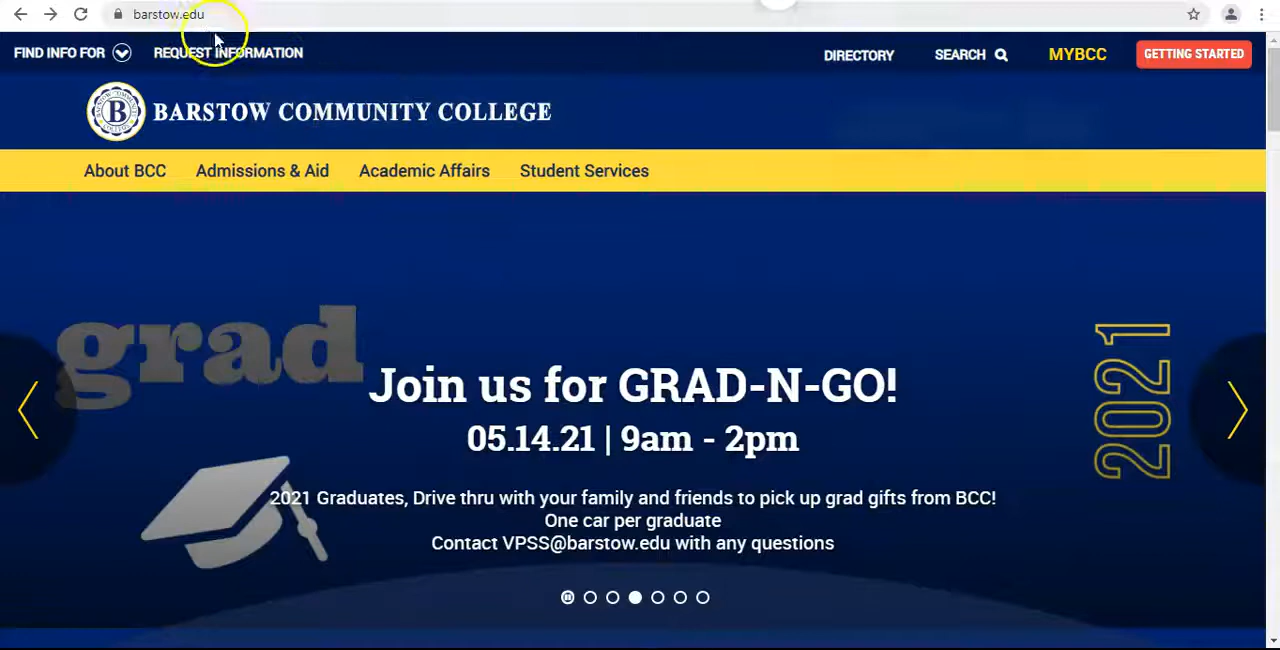 barstow.edu
FIND INFO FOR
REQUEST INFORMATION
DIRECTORY
SEARCH
MYBCC
GETTING STARTED
B
BARSTOW COMMUNITY COLLEGE
About BCC
Admissions & Aid
Academic Affairs
Student Services
grad
2021
Join us for GRAD-N-GO!
05.14.21 | 9am - 2pm
2021 Graduates, Drive thru with your family and friends to pick up grad gifts from BCC!
One car per graduate
Contact VPSS@barstow.edu with any questions